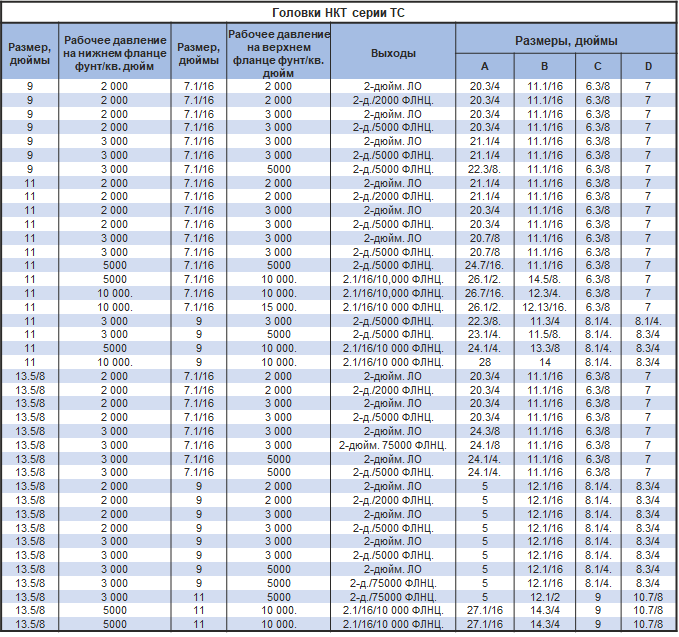 Головки НКТ серии ТС
Размер, дюймы | Рабочее давление на нижнем фланце фунт/кв. дюйм | Размер, дюймы | Рабочее давление на верхнем фланце фунт/кв. дюйм | Выходы | Размеры, дюймы
A | B | C | D
9 2 000 7.1/16 2 000 2-дюйм. ЛО 20.3/4 11.1/16 6.3/8 7
9 2 000 7.1/16 2 000 2-д./2000 ФЛНЦ. 20.3/4 11.1/16 6.3/8 7
9 2 000 7.1/16 3 000 2-дюйм. ЛО 20.3/4 11.1/16 6.3/8 7
9 2 000 7.1/16 3 000 2-д./5000 ФЛНЦ. 20.3/4 11.1/16 6.3/8 7
9 3 000 7.1/16 3 000 2-дюйм. ЛО 21.1/4 11.1/16 6.3/8 7
9 3 000 7.1/16 3 000 2-д./5000 ФЛНЦ. 21.1/4 11.1/16 6.3/8 7
9 3 000 7.1/16 5000 2-д./5000 ФЛНЦ. 22.3/8. 11.1/16 6.3/8 7
11 2 000 7.1/16 2 000 2-дюйм. ЛО 21.1/4 11.1/16 6.3/8 7
11 2 000 7.1/16 2 000 2-д./2000 ФЛНЦ. 21.1/4 11.1/16 6.3/8 7
11 2 000 7.1/16 3 000 2-дюйм. ЛО 20.3/4 11.1/16 6.3/8 7
11 2 000 7.1/16 3 000 2-д./5000 ФЛНЦ. 20.3/4 11.1/16 6.3/8 7
11 3 000 7.1/16 3 000 2-дюйм. ЛО 20.7/8 11.1/16 6.3/8 7
11 3 000 7.1/16 3 000 2-д./5000 ФЛНЦ. 20.7/8 11.1/16 6.3/8 7
11 5000 7.1/16 5000 2-д./5000 ФЛНЦ. 24.7/16. 11.1/16 6.3/8 7
11 5000 7.1/16 10 000. 2.1/16/10,000 ФЛНЦ. 26.1/2. 14.5/8. 6.3/8 7
11 10 000. 7.1/16 10 000. 2.1/16/10,000 ФЛНЦ. 26.7/16. 12.3/4. 6.3/8 7
11 10 000. 7.1/16 15 000. 2.1/16/10 000 ФЛНЦ. 26.1/2. 12.13/16. 6.3/8 7
11 3 000 9 3 000 2-д./5000 ФЛНЦ. 22.3/8. 11.3/4 8.1/4. 8.1/4.
11 3 000 9 5000 2-д./5000 ФЛНЦ. 23.1/4. 11.5/8. 8.1/4. 8.3/4
11 5000 9 10 000. 2.1/16/10 000 ФЛНЦ. 24.1/4. 13.3/8 8.1/4. 8.3/4
11 10 000. 9 10 000. 2.1/16/10 000 ФЛНЦ. 28 14 8.1/4. 8.3/4
13.5/8 2 000 7.1/16 2 000 2-дюйм. ЛО 20.3/4 11.1/16 6.3/8 7
13.5/8 2 000 7.1/16 2 000 2-д./2000 ФЛНЦ. 20.3/4 11.1/16 6.3/8 7
13.5/8 2 000 7.1/16 3 000 2-дюйм. ЛО 20.3/4 11.1/16 6.3/8 7
13.5/8 2 000 7.1/16 3 000 2-д./5000 ФЛНЦ. 20.3/4 11.1/16 6.3/8 7
13.5/8 3 000 7.1/16 3 000 2-дюйм. ЛО 24.3/8 11.1/16 6.3/8 7
13.5/8 3 000 7.1/16 3 000 2-дюйм. 75000 ФЛНЦ. 24.1/8 11.1/16 6.3/8 7
13.5/8 3 000 7.1/16 5000 2-дюйм. ЛО 24.1/4. 11.1/16 6.3/8 7
13.5/8 3 000 7.1/16 5000 2-д./5000 ФЛНЦ. 24.1/4. 11.1/16 6.3/8 7
13.5/8 2 000 9 2 000 2-дюйм. ЛО 5 12.1/16 8.1/4. 8.3/4
13.5/8 2 000 9 2 000 2-д./2000 ФЛНЦ. 5 12.1/16 8.1/4. 8.3/4
13.5/8 2 000 9 3 000 2-дюйм. ЛО 5 12.1/16 8.1/4. 8.3/4
13.5/8 2 000 9 3 000 2-д./5000 ФЛНЦ. 5 12.1/16 8.1/4. 8.3/4
13.5/8 3 000 9 3 000 2-дюйм. ЛО 5 12.1/16 8.1/4. 8.3/4
13.5/8 3 000 9 3 000 2-д./5000 ФЛНЦ. 5 12.1/16 8.1/4. 8.3/4
13.5/8 3 000 9 5000 2-дюйм. ЛО 5 12.1/16 8.1/4. 8.3/4
13.5/8 3 000 9 5000 2-д./75000 ФЛНЦ. 5 12.1/16 8.1/4. 8.3/4
13.5/8 3 000 11 5000 2-д./75000 ФЛНЦ. 5 12.1/2 9 10.7/8
13.5/8 5000 11 10 000. 2.1/16/10 000 ФЛНЦ. 27.1/16 14.3/4 9 10.7/8
13.5/8 5000 11 10 000. 2.1/16/10 000 ФЛНЦ. 27.1/16 14.3/4 9 10.7/8